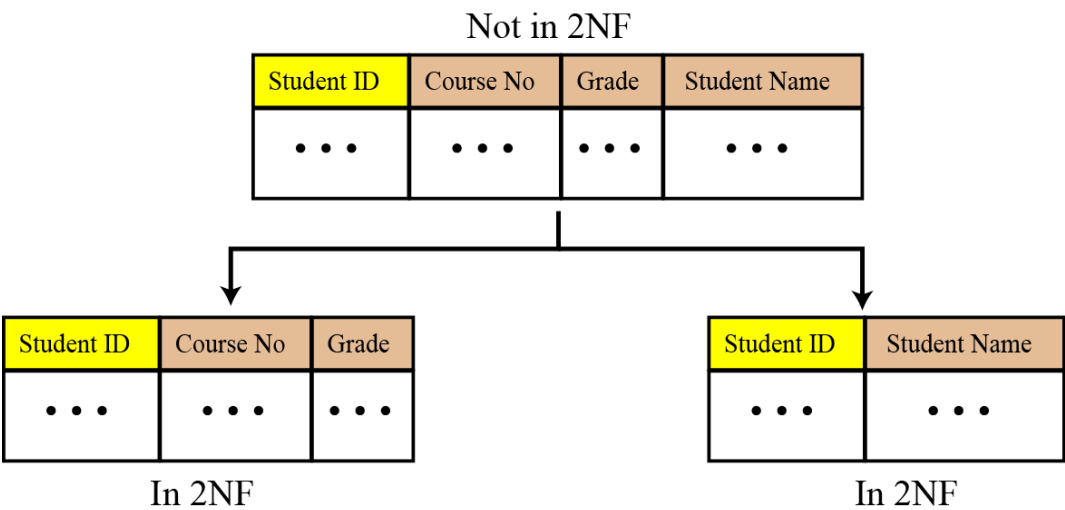 Not in 2NF
Student ID Course No Grade Student Name
• • • • • • • • • • • •
Student ID Course No Grade
• • • • • • • • •
In 2NF
Student ID Student Name
• • • • • •
In 2NF